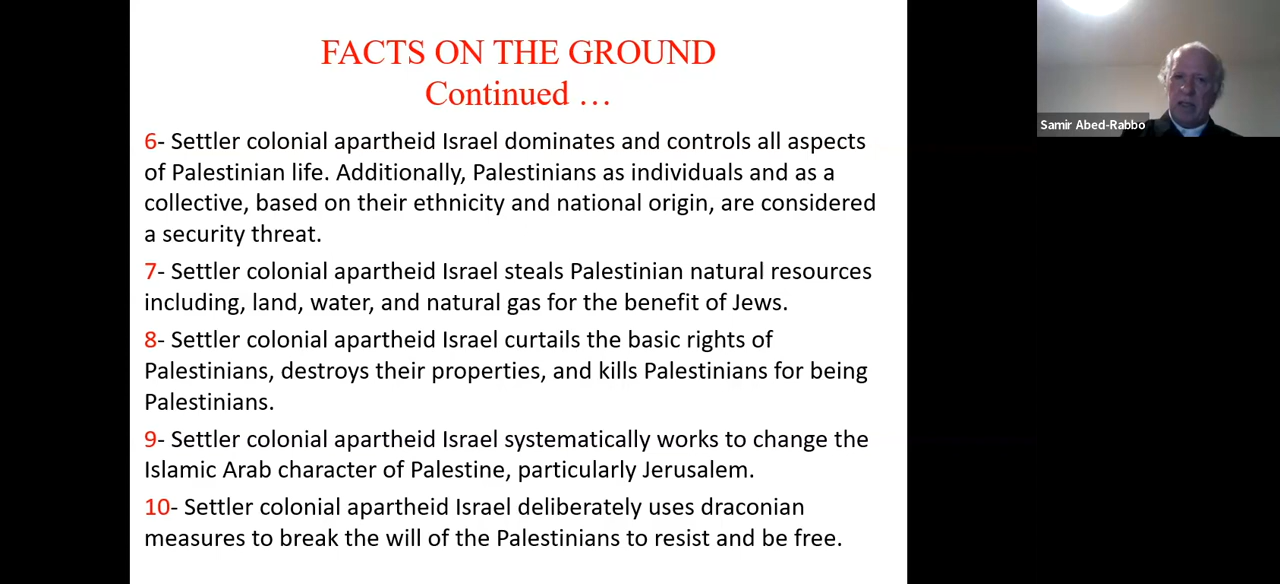 FACTS ON THE GROUND
Continued …
6- Settler colonial apartheid Israel dominates and controls all aspects
of Palestinian life. Additionally, Palestinians as individuals and as a
collective, based on their ethnicity and national origin, are considered
a security threat.
7- Settler colonial apartheid Israel steals Palestinian natural resources
including, land, water, and natural gas for the benefit of Jews.
8- Settler colonial apartheid Israel curtails the basic rights of
Palestinians, destroys their properties, and kills Palestinians for being
Palestinians.
9- Settler colonial apartheid Israel systematically works to change the
Islamic Arab character of Palestine, particularly Jerusalem.
10- Settler colonial apartheid Israel deliberately uses draconian
measures to break the will of the Palestinians to resist and be free.
Samir Abed-Rabbo